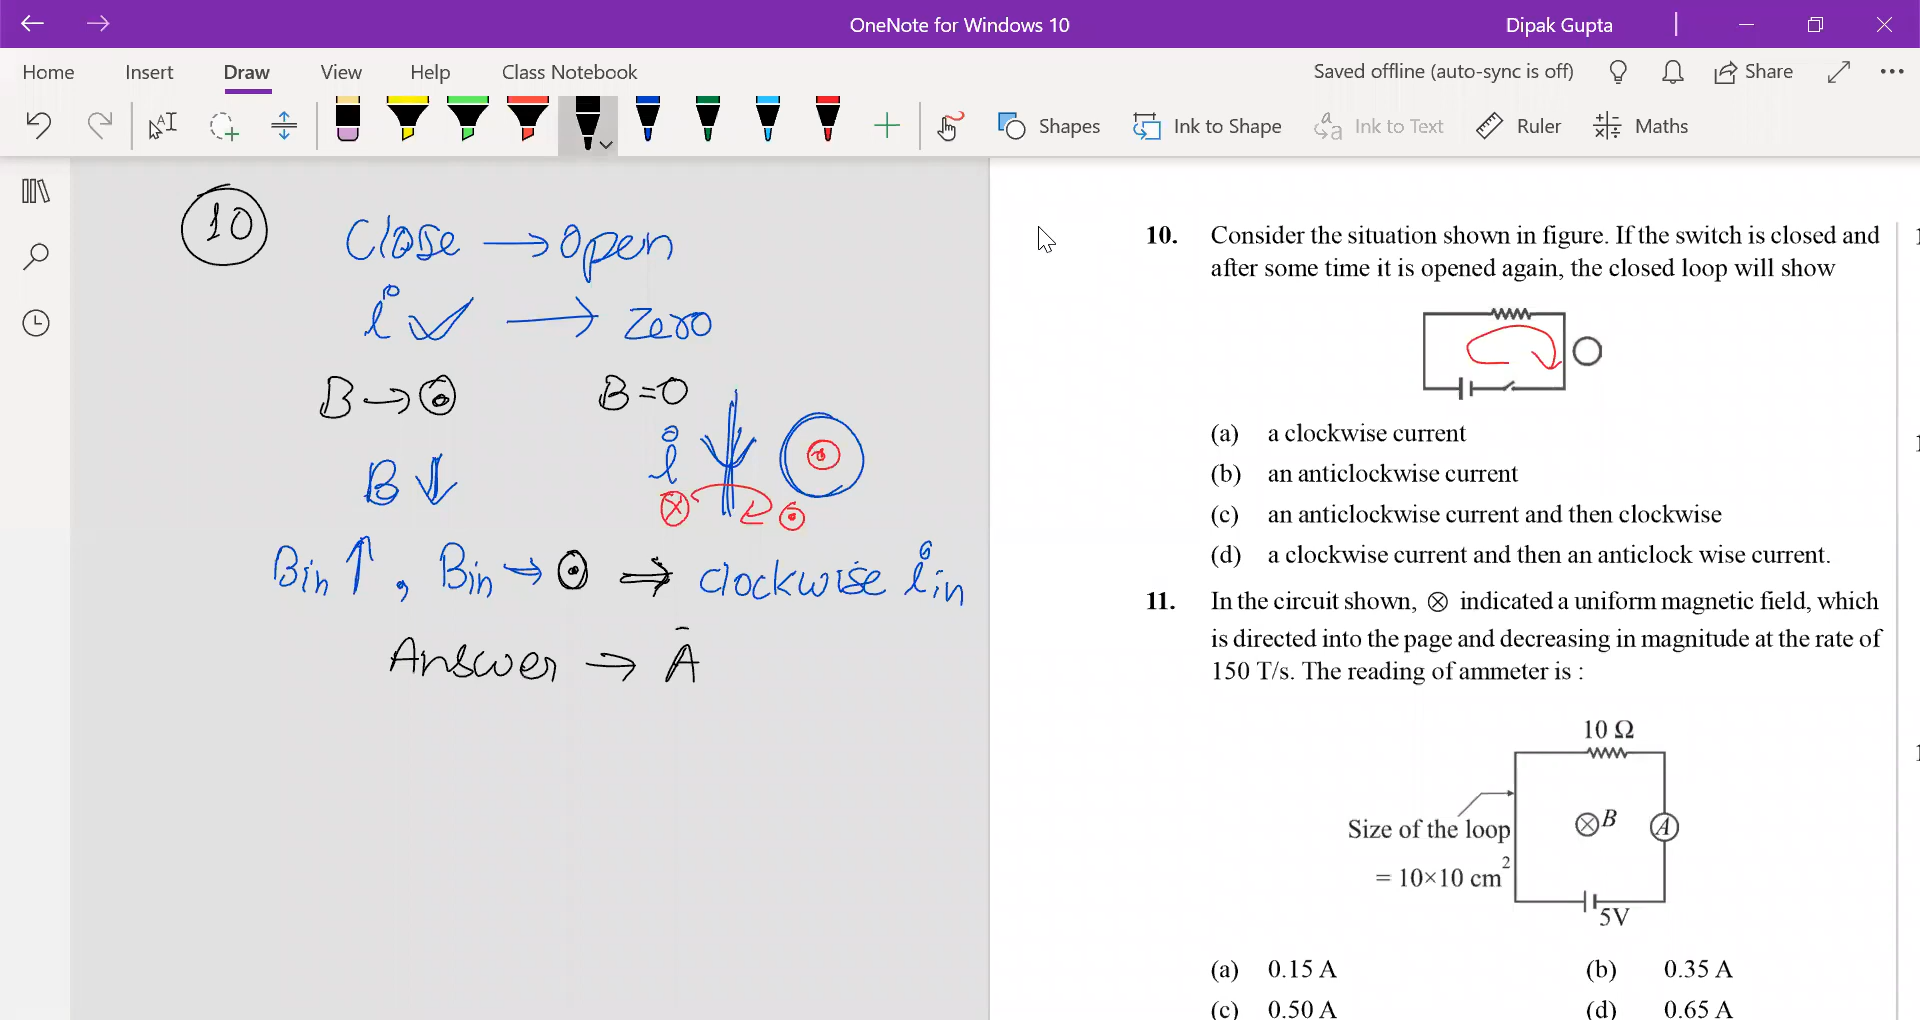 OneNote for Windows 10
Dipak Gupta
Home Insert Draw View Help Class Notebook
Saved offline (auto-sync is off) Share
Shapes Ink to Shape Ink to Text Ruler Maths
10
Close → open
i ✓ → zero
B → ⊙ B = 0
B ↓ i
⊗ ⊙
Bin ↑, Bin → ⊙ ⇒ clockwise iin
Answer → A
10. Consider the situation shown in figure. If the switch is closed and
after some time it is opened again, the closed loop will show
(a) a clockwise current
(b) an anticlockwise current
(c) an anticlockwise current and then clockwise
(d) a clockwise current and then an anticlock wise current.
11. In the circuit shown, ⊗ indicated a uniform magnetic field, which
is directed into the page and decreasing in magnitude at the rate of
150 T/s. The reading of ammeter is :
10 Ω
⊗B A
Size of the loop
= 10×10 cm²
5V
(a) 0.15 A (b) 0.35 A
(c) 0.50 A (d) 0.65 A